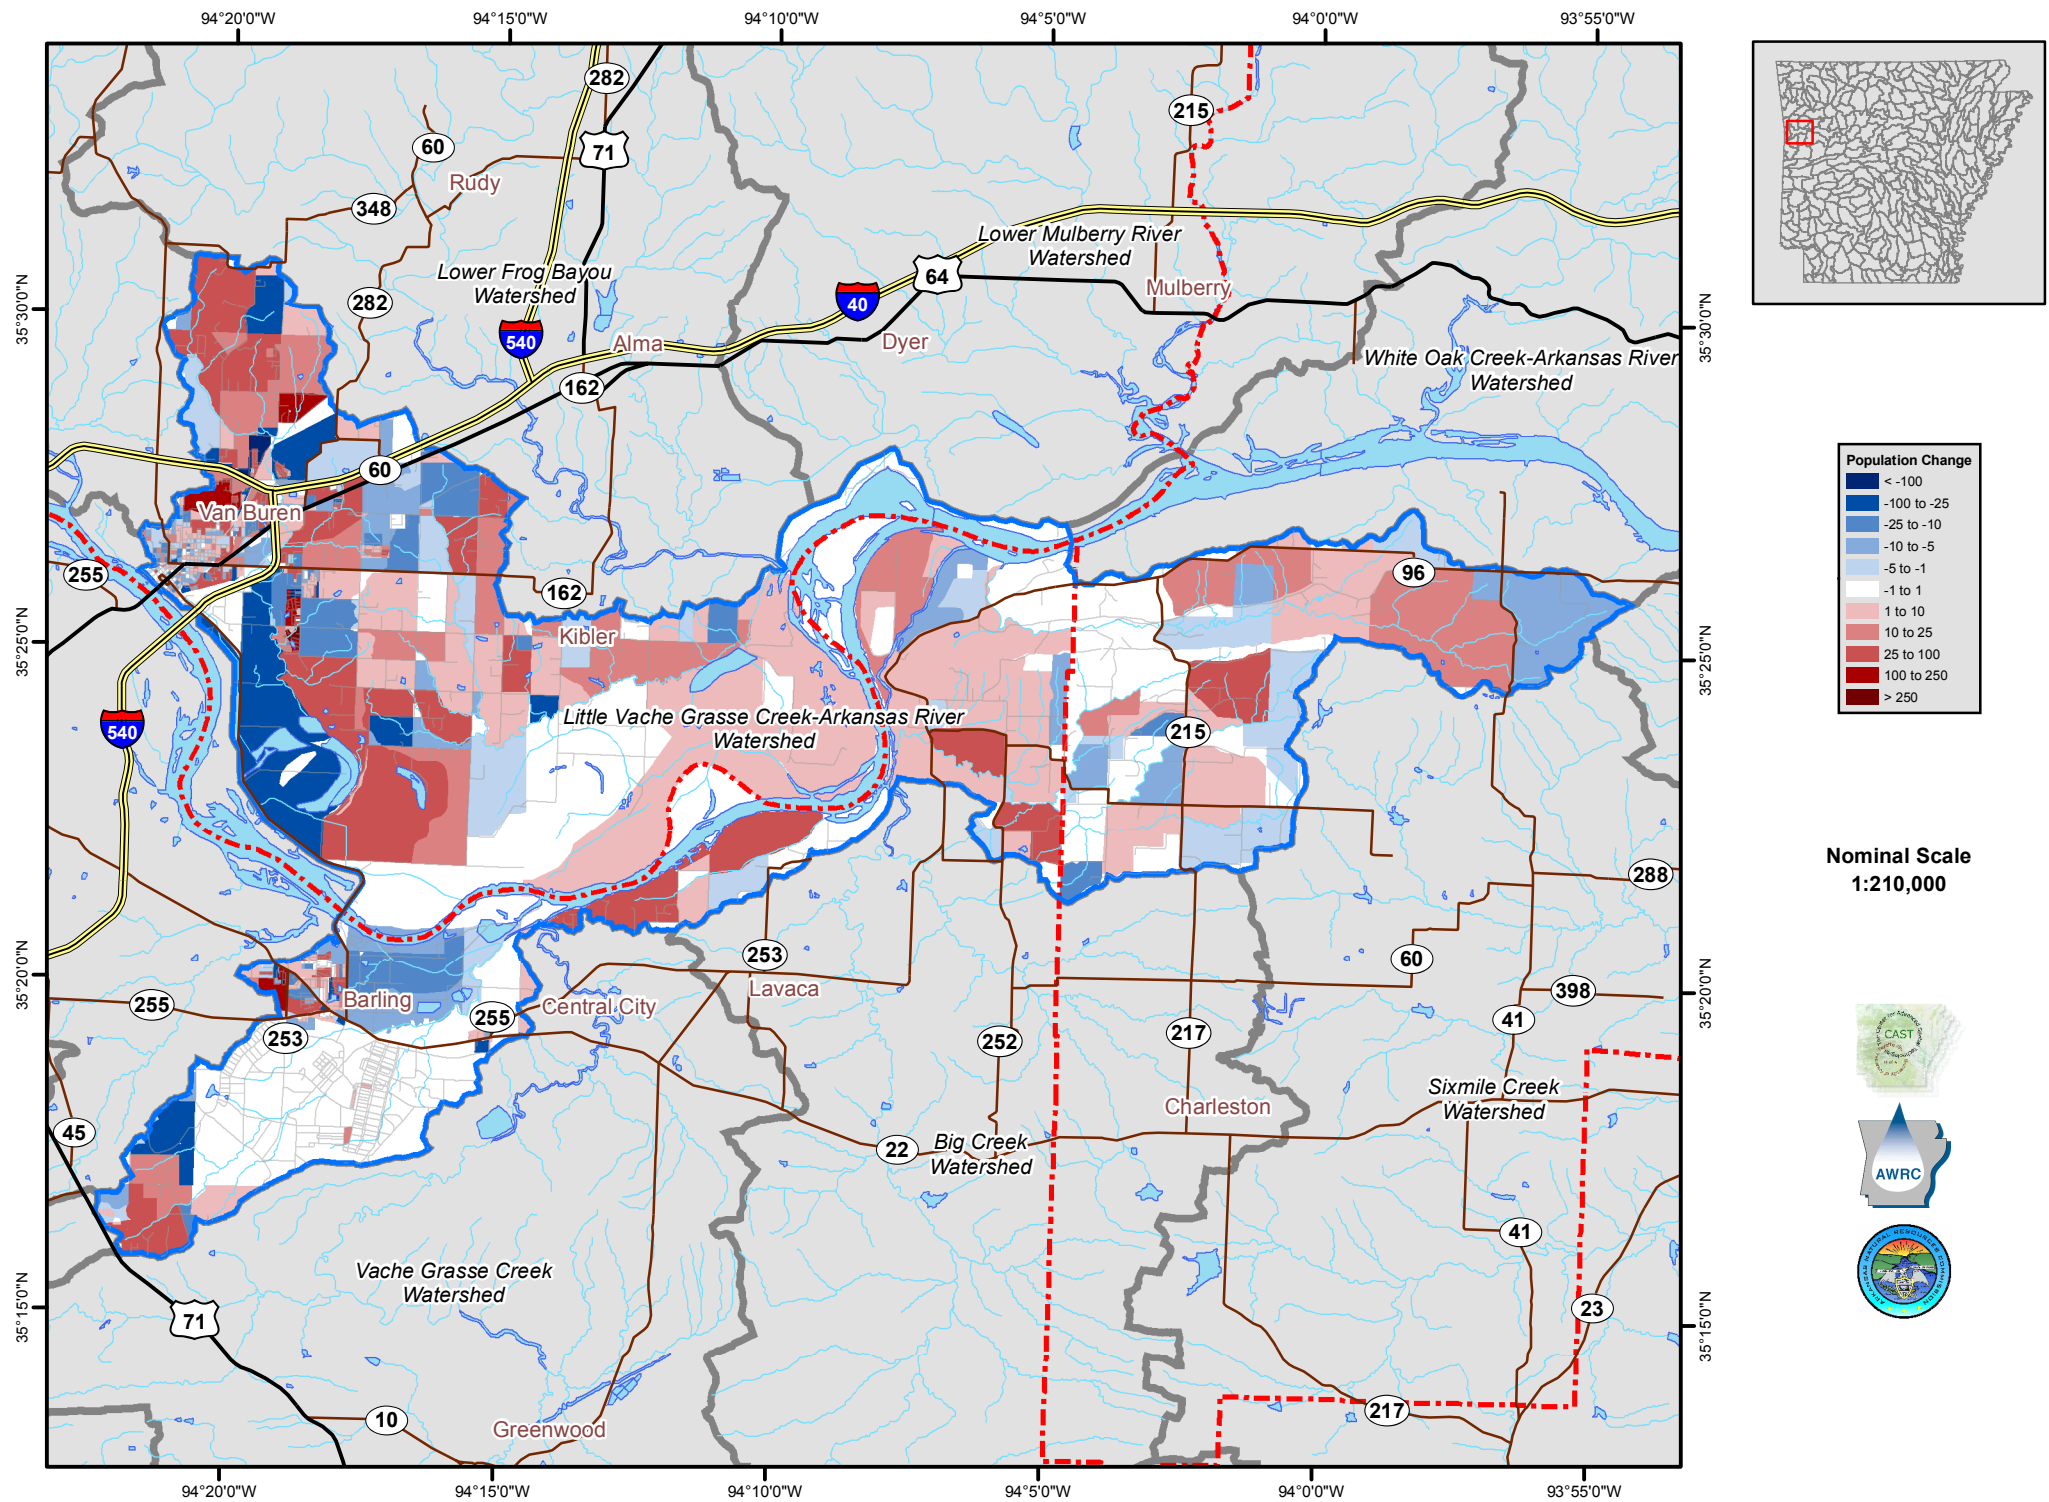 94°20'0"W
94°15'0"W
94°10'0"W
94°5'0"W
94°0'0"W
93°55'0"W
282
215
71
60
Rudy
348
Lower Mulberry River
Watershed
Lower Frog Bayou
Watershed
64
Mulberry
282
40
35°30'0"N
35°30'0"N
540
Alma
Dyer
White Oak Creek-Arkansas River
Watershed
162
Population Change
< -100
-100 to -25
-25 to -10
-10 to -5
-5 to -1
-1 to 1
1 to 10
10 to 25
25 to 100
100 to 250
> 250
60
Van Buren
255
162
96
Kibler
35°25'0"N
35°25'0"N
Little Vache Grasse Creek-Arkansas River
Watershed
540
215
Nominal Scale
1:210,000
288
253
60
Lavaca
398
35°20'0"N
35°20'0"N
Barling
255
Central City
255
253
252
217
41
CAST
Sixmile Creek
Watershed
Charleston
45
22
Big Creek
Watershed
AWRC
41
Vache Grasse Creek
Watershed
ARKANSAS NATURAL RESOURCES COMMISSION
71
23
35°15'0"N
35°15'0"N
217
10
Greenwood
94°20'0"W
94°15'0"W
94°10'0"W
94°5'0"W
94°0'0"W
93°55'0"W